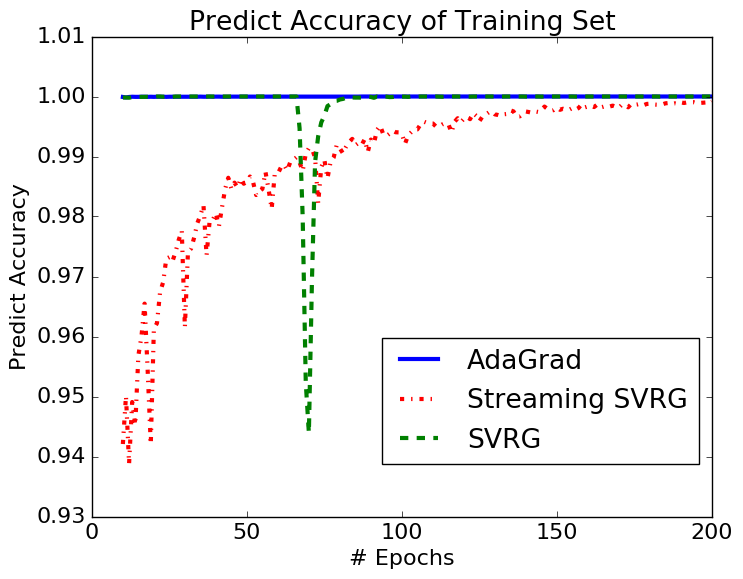 Predict Accuracy of Training Set
1.01
1.00
0.99
0.98
0.97
0.96
0.95
0.94
0.93
Predict Accuracy
AdaGrad
Streaming SVRG
SVRG
0 50 100 150 200
# Epochs